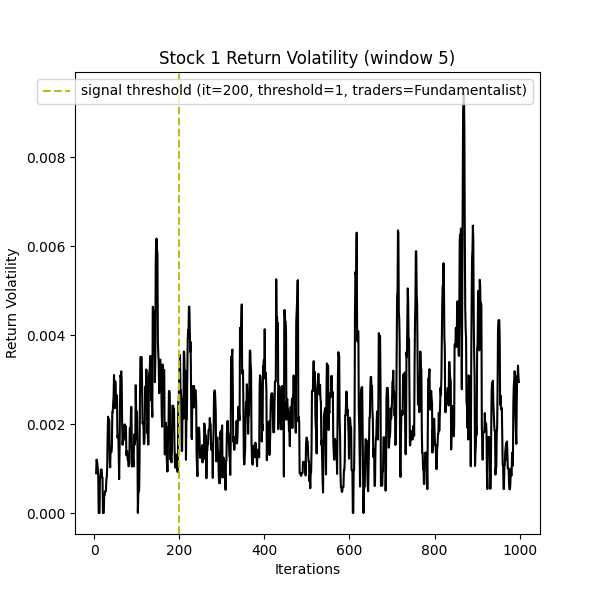 Stock 1 Return Volatility (window 5)
signal threshold (it=200, threshold=1, traders=Fundamentalist)
0.008
0.006
0.004
0.002
0.000
Return Volatility
0 200 400 600 800 1000
Iterations